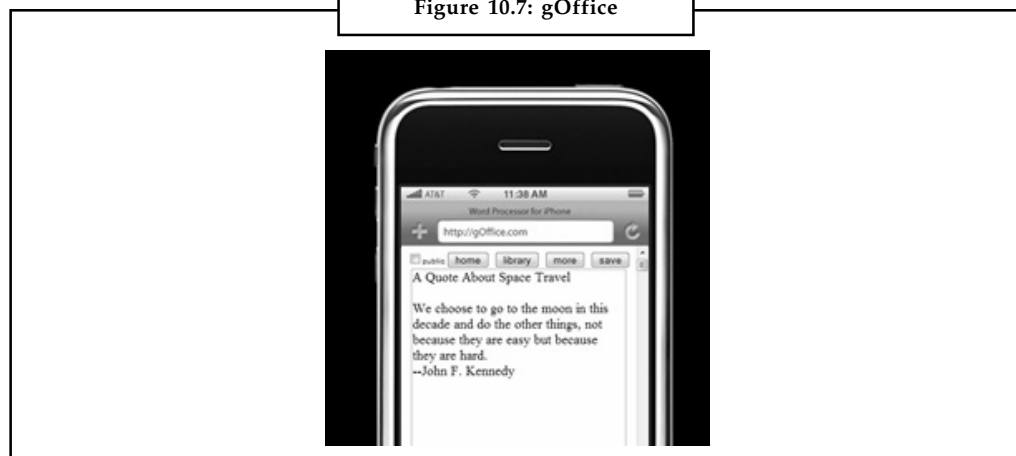 Figure 10.7: gOffice
AT&T 11:38 AM
Word Processor for iPhone
http://gOffice.com
public home library more save
A Quote About Space Travel
We choose to go to the moon in this
decade and do the other things, not
because they are easy but because
they are hard.
--John F. Kennedy